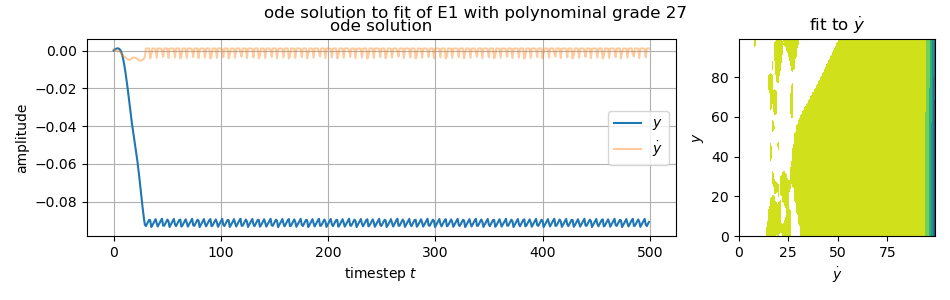 ode solution to fit of E1 with polynominal grade 27
ode solution
fit to ẏ
0.00
−0.02
−0.04
−0.06
−0.08
amplitude
y
ẏ
0
100
200
300
400
500
timestep t
80
60
40
20
0
y
0
25
50
75
ẏ